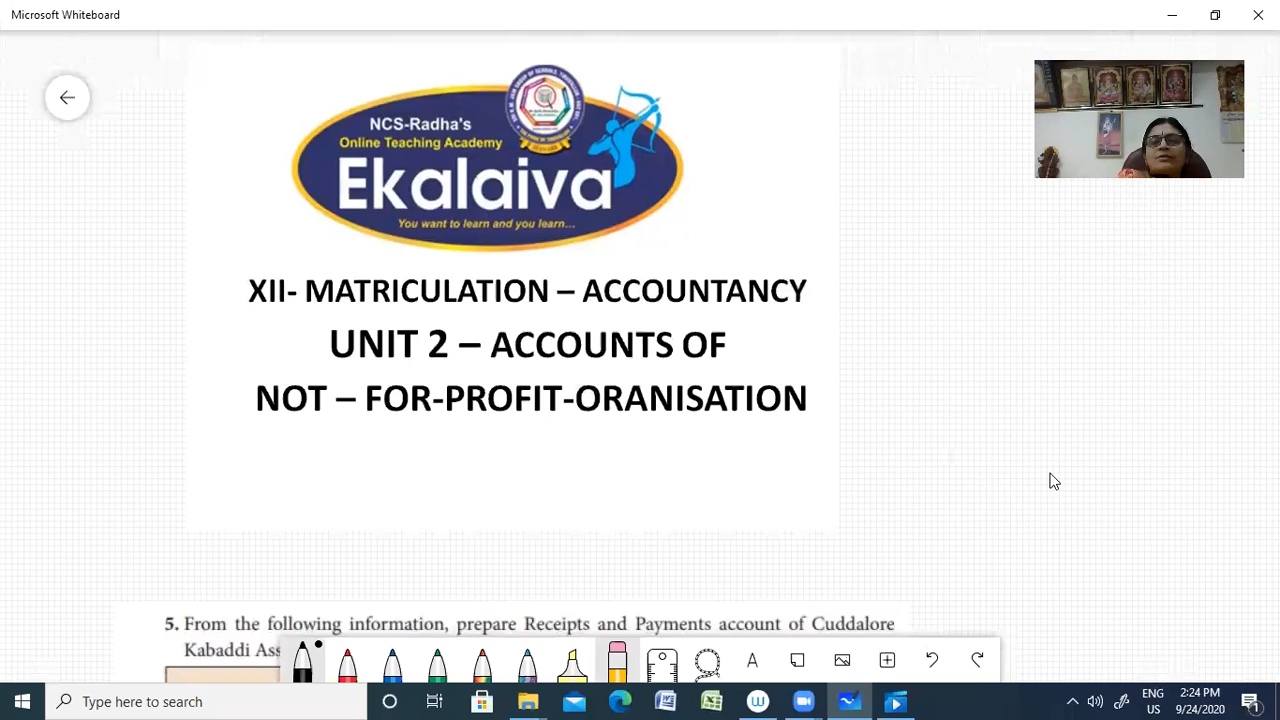 Microsoft Whiteboard
NCS-Radha's
Online Teaching Academy
Ekalaiva
You want to learn and you learn...
XII- MATRICULATION – ACCOUNTANCY
UNIT 2 – ACCOUNTS OF
NOT – FOR-PROFIT-ORANISATION
5. From the following information, prepare Receipts and Payments account of Cuddalore
Kabaddi Ass
Type here to search
ENG
US
2:24 PM
9/24/2020
1